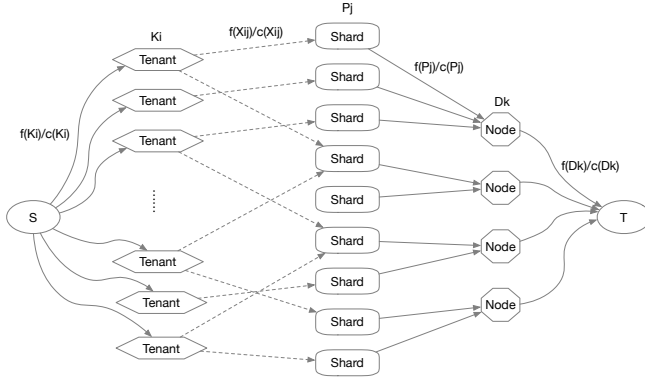 Ki
f(Xij)/c(Xij)
Pj
Tenant
Shard
f(Pj)/c(Pj)
Tenant
Shard
Dk
f(Ki)/c(Ki)
Tenant
Shard
Node
f(Dk)/c(Dk)
Shard
Node
Shard
S
T
Shard
Node
Tenant
Shard
Tenant
Node
Shard
Tenant
Shard